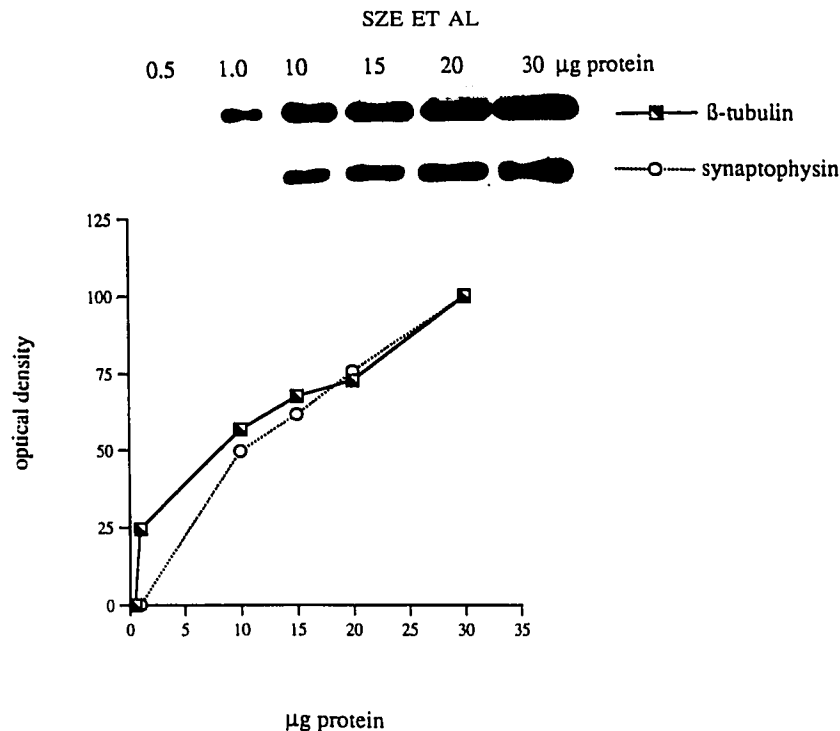 SZE ET AL
0.5 1.0 10 15 20 30 µg protein
ß-tubulin
synaptophysin
125
100
75
50
25
0
optical density
0 5 10 15 20 25 30 35
µg protein